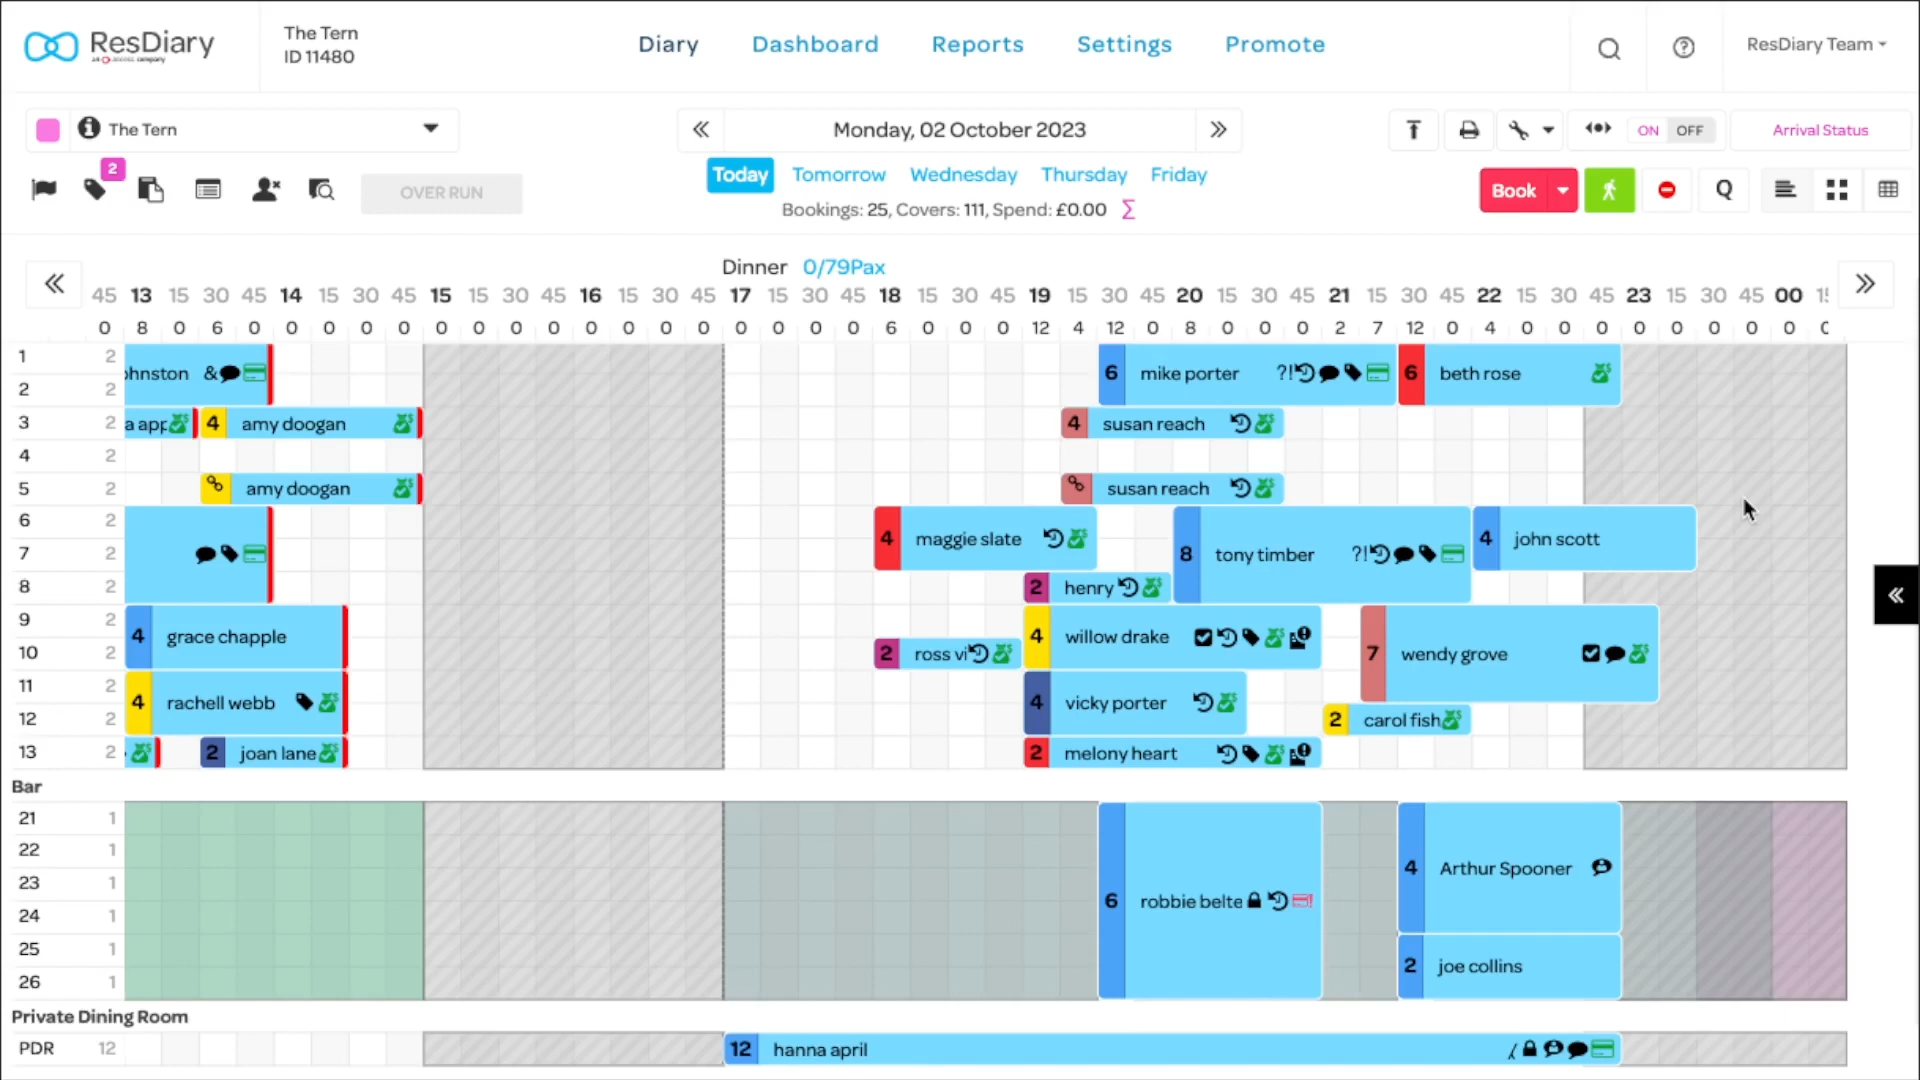 ResDiary
an access company
The Tern
ID 11480
Diary Dashboard Reports Settings Promote
ResDiary Team
The Tern
Monday, 02 October 2023
ON OFF
Arrival Status
2
OVER RUN
Today Tomorrow Wednesday Thursday Friday
Bookings: 25, Covers: 111, Spend: £0.00 Σ
Book
Q
Dinner 0/79Pax
45 13 15 30 45 14 15 30 45 15 15 30 45 16 15 30 45 17 15 30 45 18 15 30 45 19 15 30 45 20 15 30 45 21 15 30 45 22 15 30 45 23 15 30 45 00
0 8 0 6 0 0 0 0 0 0 0 0 0 0 0 0 0 0 0 0 0 6 0 0 0 12 4 12 0 8 0 0 0 2 7 12 0 4 0 0 0 0 0 0 0 0
1 2
ohnston & 6 mike porter ?! 6 beth rose
2 2
3 2 a app 4 amy doogan 4 susan reach
4 2
5 2 amy doogan susan reach
6 2
4 maggie slate 4 john scott
7 2 8 tony timber ?!
8 2 2 henry
9 2
4 grace chapple 4 willow drake
10 2 2 ross vi 7 wendy grove
11 2
4 rachell webb 4 vicky porter
12 2 2 carol fish
13 2 2 joan lane 2 melony heart
Bar
21 1
22 1
4 Arthur Spooner
23 1
6 robbie belte
24 1
25 1
2 joe collins
26 1
Private Dining Room
PDR 12 12 hanna april